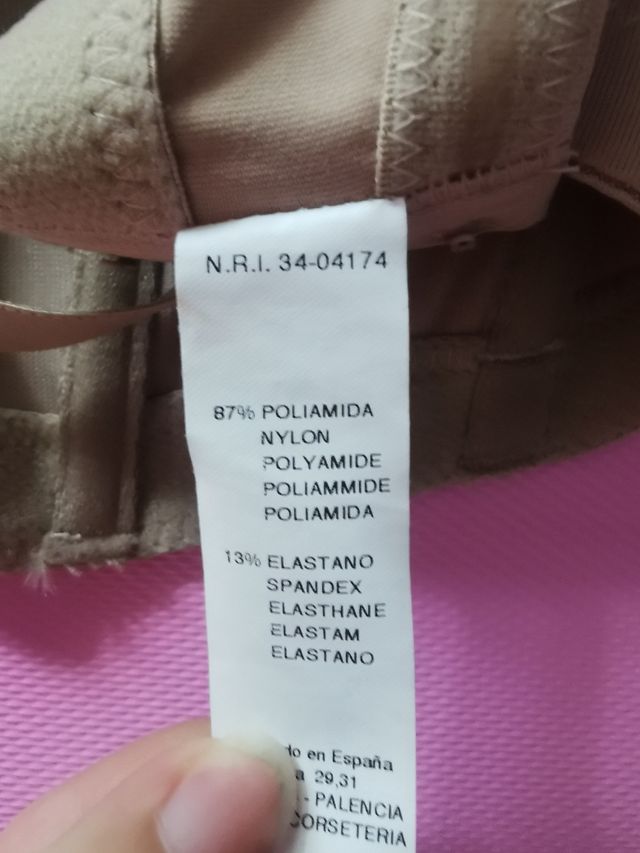 N.R.I. 34-04174
87% POLIAMIDA
NYLON
POLYAMIDE
POLIAMMIDE
POLIAMIDA
13% ELASTANO
SPANDEX
ELASTHANE
ELASTAM
ELASTANO
en España
29,31
- PALENCIA